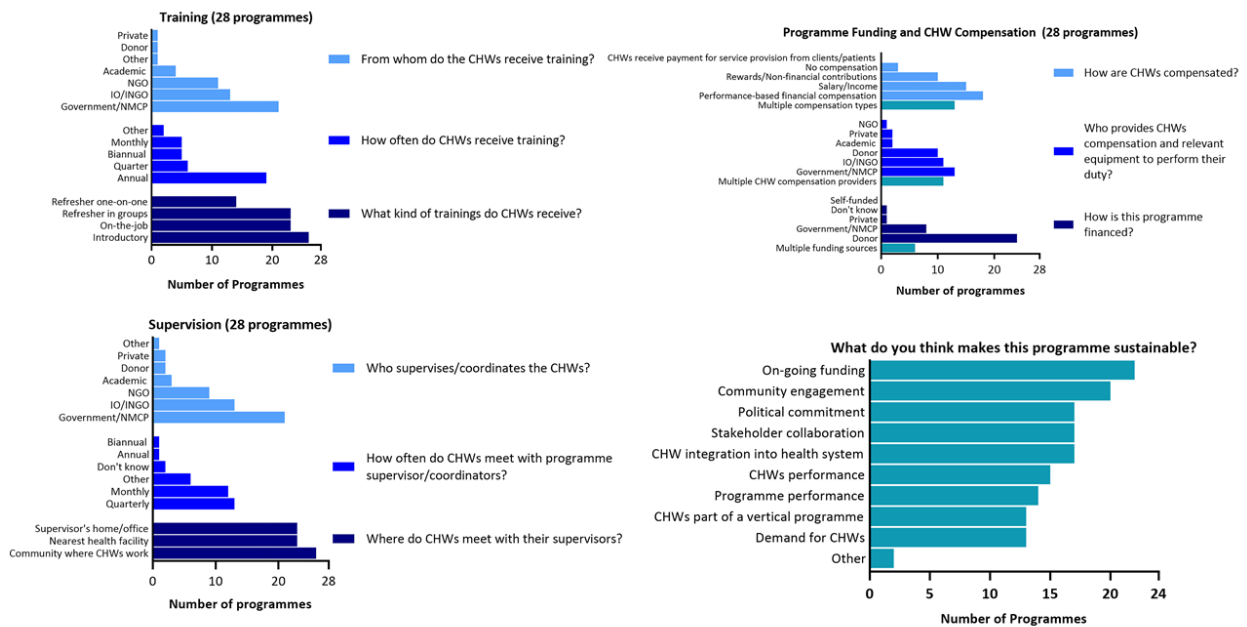 Training (28 programmes)
Private
Donor
Other
Academic
NGO
IO/INGO
Government/NMCP
From whom do the CHWs receive training?
Other
Monthly
Biannual
Quarter
Annual
How often do CHWs receive training?
Refresher one-on-one
Refresher in groups
On-the-job
Introductory
What kind of trainings do CHWs receive?
0 10 20 28
Number of Programmes
Programme Funding and CHW Compensation (28 programmes)
CHWs receive payment for service provision from clients/patients
No compensation
Rewards/Non-financial contributions
Salary/Income
Performance-based financial compensation
Multiple compensation types
How are CHWs compensated?
NGO
Private
Academic
Donor
IO/INGO
Government/NMCP
Multiple CHW compensation providers
Who provides CHWs
compensation and relevant
equipment to perform their
duty?
Self-funded
Don't know
Private
Government/NMCP
Donor
Multiple funding sources
How is this programme
financed?
0 10 20 28
Number of programmes
Supervision (28 programmes)
Other
Private
Donor
Academic
NGO
IO/INGO
Government/NMCP
Who supervises/coordinates the CHWs?
Biannual
Annual
Don't know
Other
Monthly
Quarterly
How often do CHWs meet with programme
supervisor/coordinators?
Supervisor's home/office
Nearest health facility
Community where CHWs work
Where do CHWs meet with their supervisors?
0 10 20 28
Number of programmes
What do you think makes this programme sustainable?
On-going funding
Community engagement
Political commitment
Stakeholder collaboration
CHW integration into health system
CHWs performance
Programme performance
CHWs part of a vertical programme
Demand for CHWs
Other
0 5 10 15 20 24
Number of Programmes